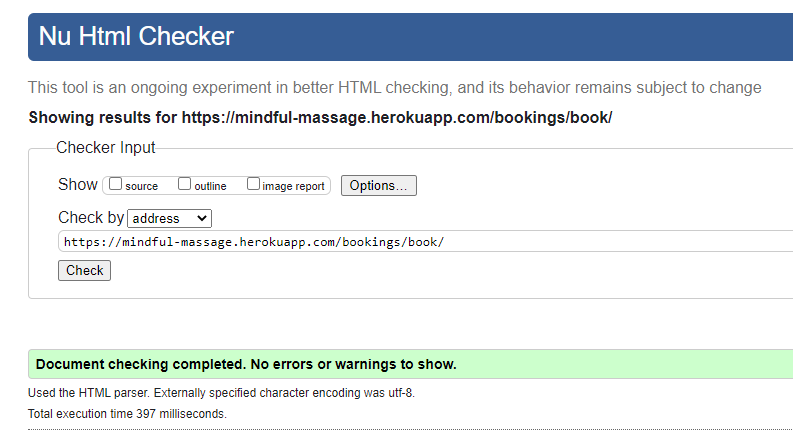 Nu Html Checker
This tool is an ongoing experiment in better HTML checking, and its behavior remains subject to change
Showing results for https://mindful-massage.herokuapp.com/bookings/book/
Checker Input
Show source outline image report Options...
Check by address
https://mindful-massage.herokuapp.com/bookings/book/
Check
Document checking completed. No errors or warnings to show.
Used the HTML parser. Externally specified character encoding was utf-8.
Total execution time 397 milliseconds.